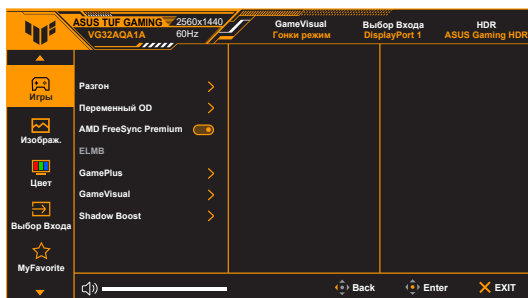 ASUS TUF GAMING 2560x1440
VG32AQA1A 60Hz
GameVisual
Гонки режим
Выбор Входа
DisplayPort 1
HDR
ASUS Gaming HDR
Игры
Изображ.
Цвет
Выбор Входа
MyFavorite
Разгон
Переменный OD
AMD FreeSync Premium
ELMB
GamePlus
GameVisual
Shadow Boost
Back
Enter
EXIT